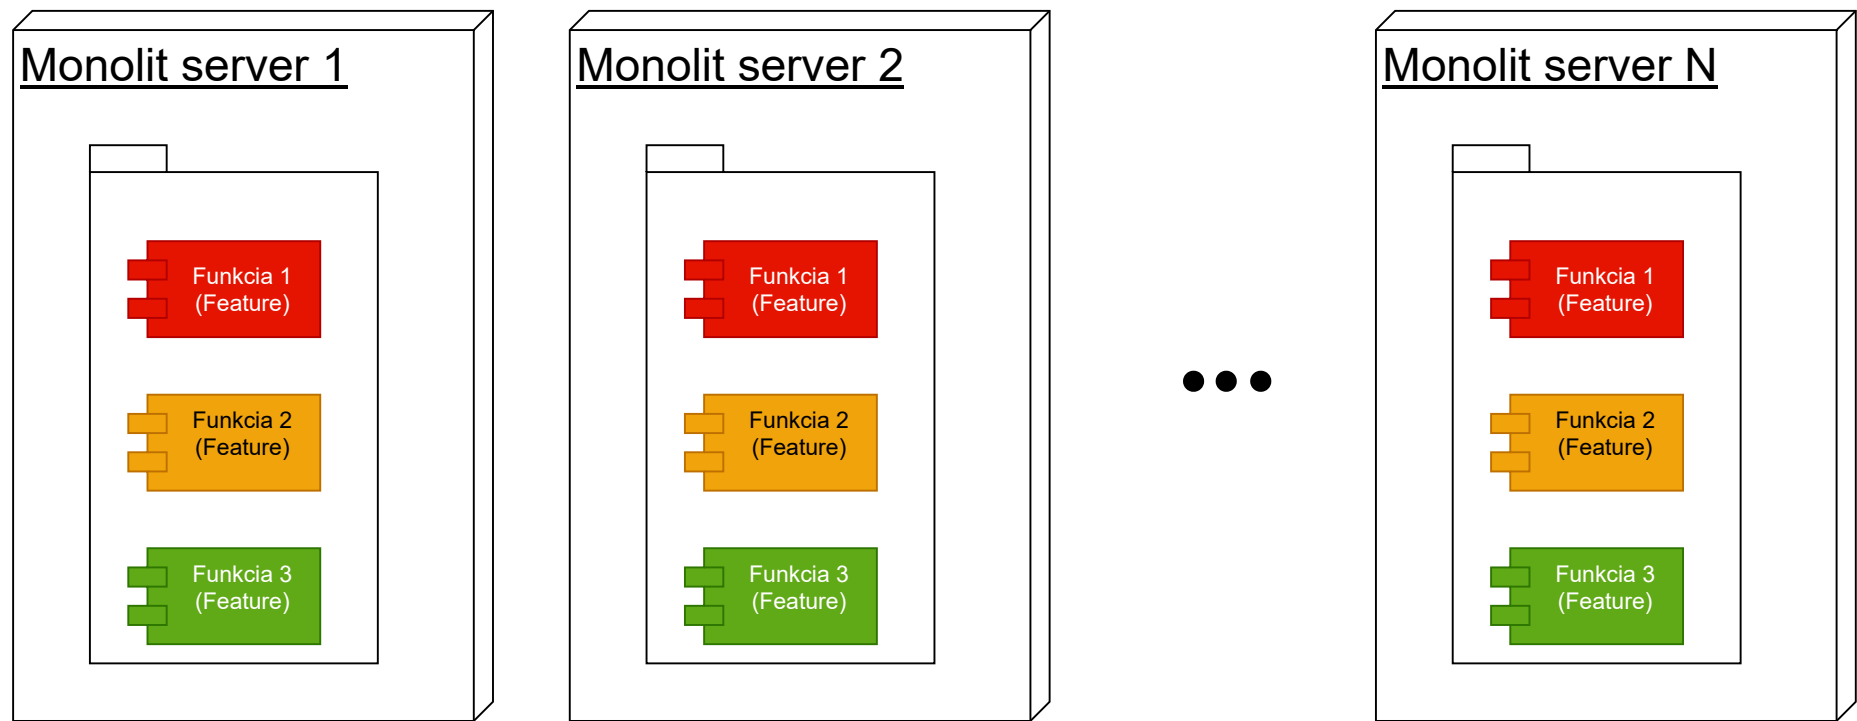 Monolit server 1
Funkcia 1
(Feature)
Funkcia 2
(Feature)
Funkcia 3
(Feature)
Monolit server 2
Funkcia 1
(Feature)
Funkcia 2
(Feature)
Funkcia 3
(Feature)
Monolit server N
Funkcia 1
(Feature)
Funkcia 2
(Feature)
Funkcia 3
(Feature)